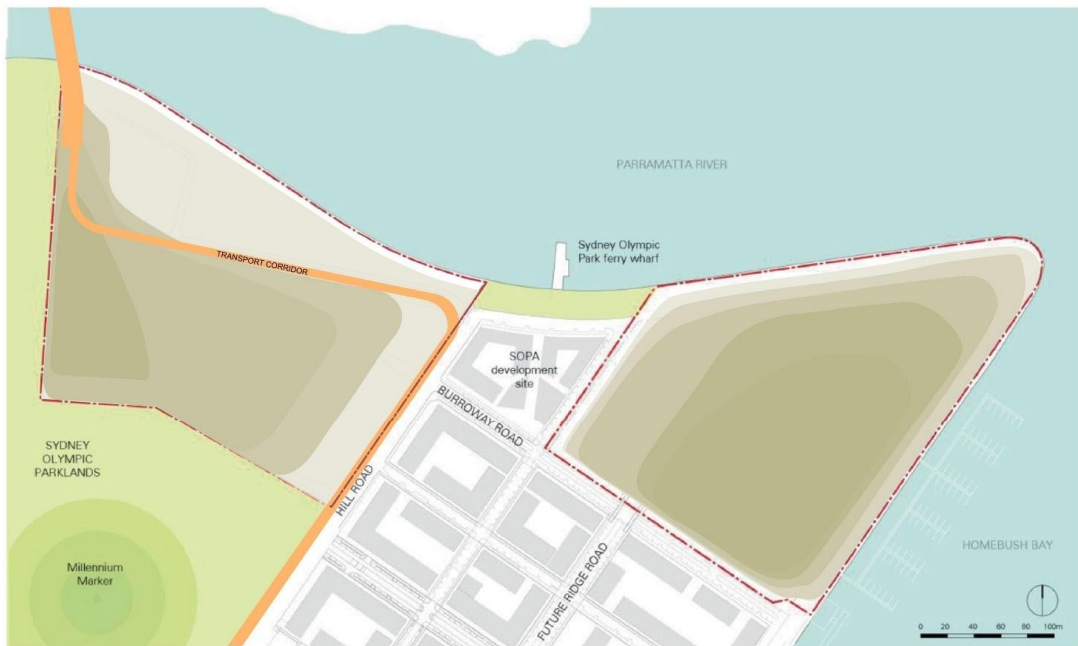 PARRAMATTA RIVER
Sydney Olympic
Park ferry wharf
TRANSPORT CORRIDOR
SOPA
development
site
BURROWAY ROAD
SYDNEY
OLYMPIC
PARKLANDS
HILL ROAD
FUTURE RIDGE ROAD
HOMEBUSH BAY
Millennium
Marker
0 20 40 60 80 100m